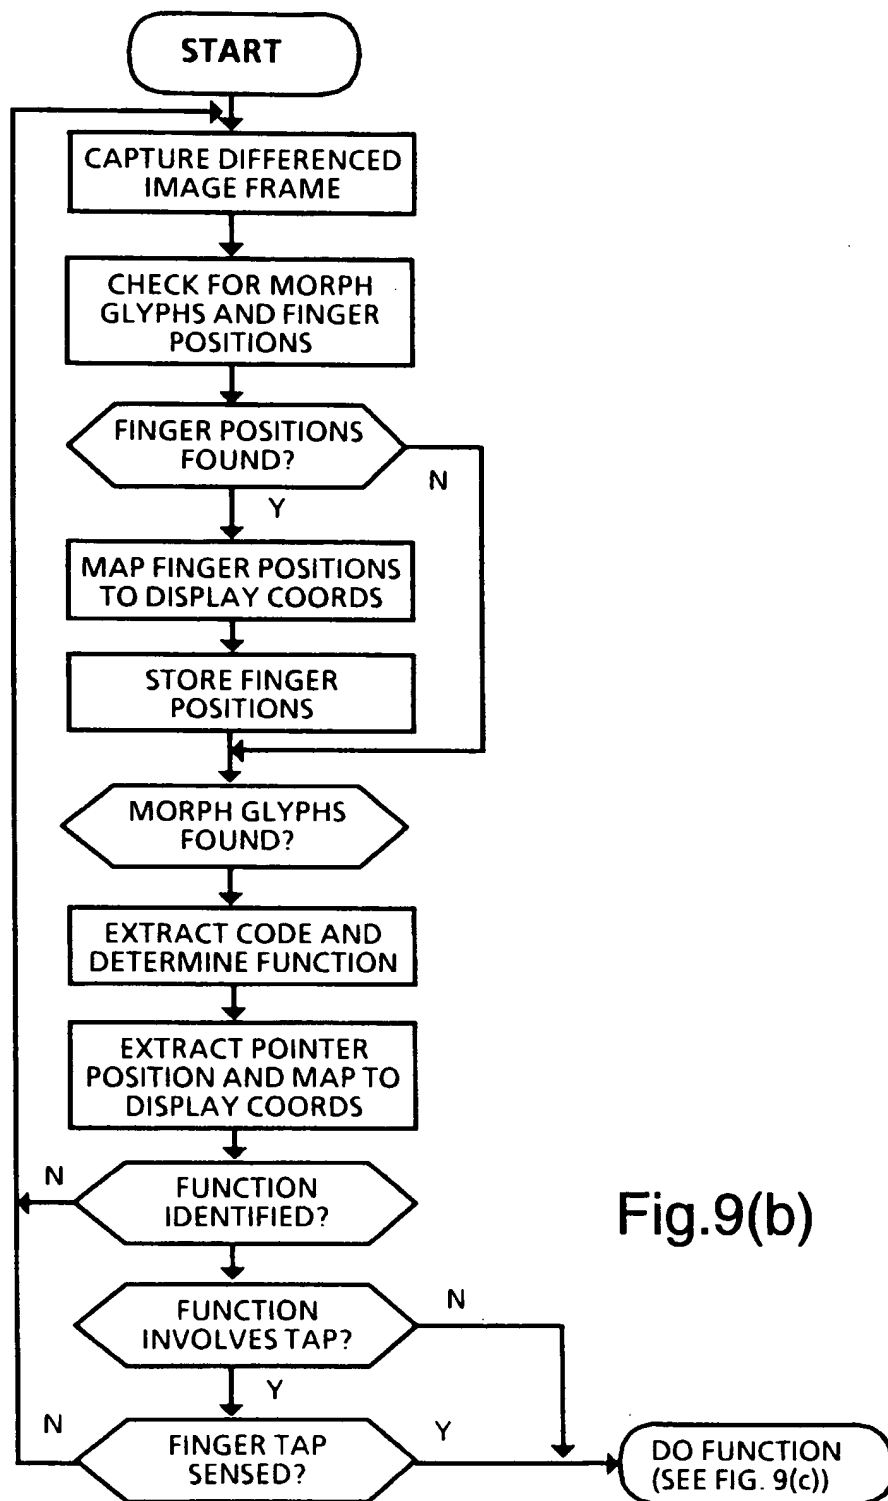 START
CAPTURE DIFFERENCED
IMAGE FRAME
CHECK FOR MORPH
GLYPHS AND FINGER
POSITIONS
FINGER POSITIONS
FOUND?
N
Y
MAP FINGER POSITIONS
TO DISPLAY COORDS
STORE FINGER
POSITIONS
MORPH GLYPHS
FOUND?
EXTRACT CODE AND
DETERMINE FUNCTION
EXTRACT POINTER
POSITION AND MAP TO
DISPLAY COORDS
N
FUNCTION
IDENTIFIED?
Fig.9(b)
FUNCTION
INVOLVES TAP?
N
Y
N
FINGER TAP
SENSED?
Y
DO FUNCTION
(SEE FIG. 9(c))